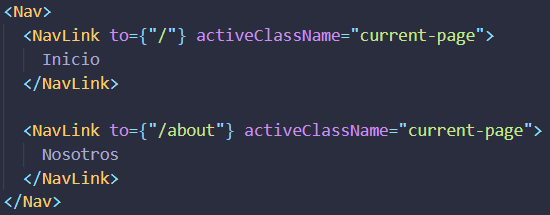 <Nav>
<NavLink to={"/"} activeClassName="current-page">
Inicio
</NavLink>
<NavLink to={"/about"} activeClassName="current-page">
Nosotros
</NavLink>
</Nav>